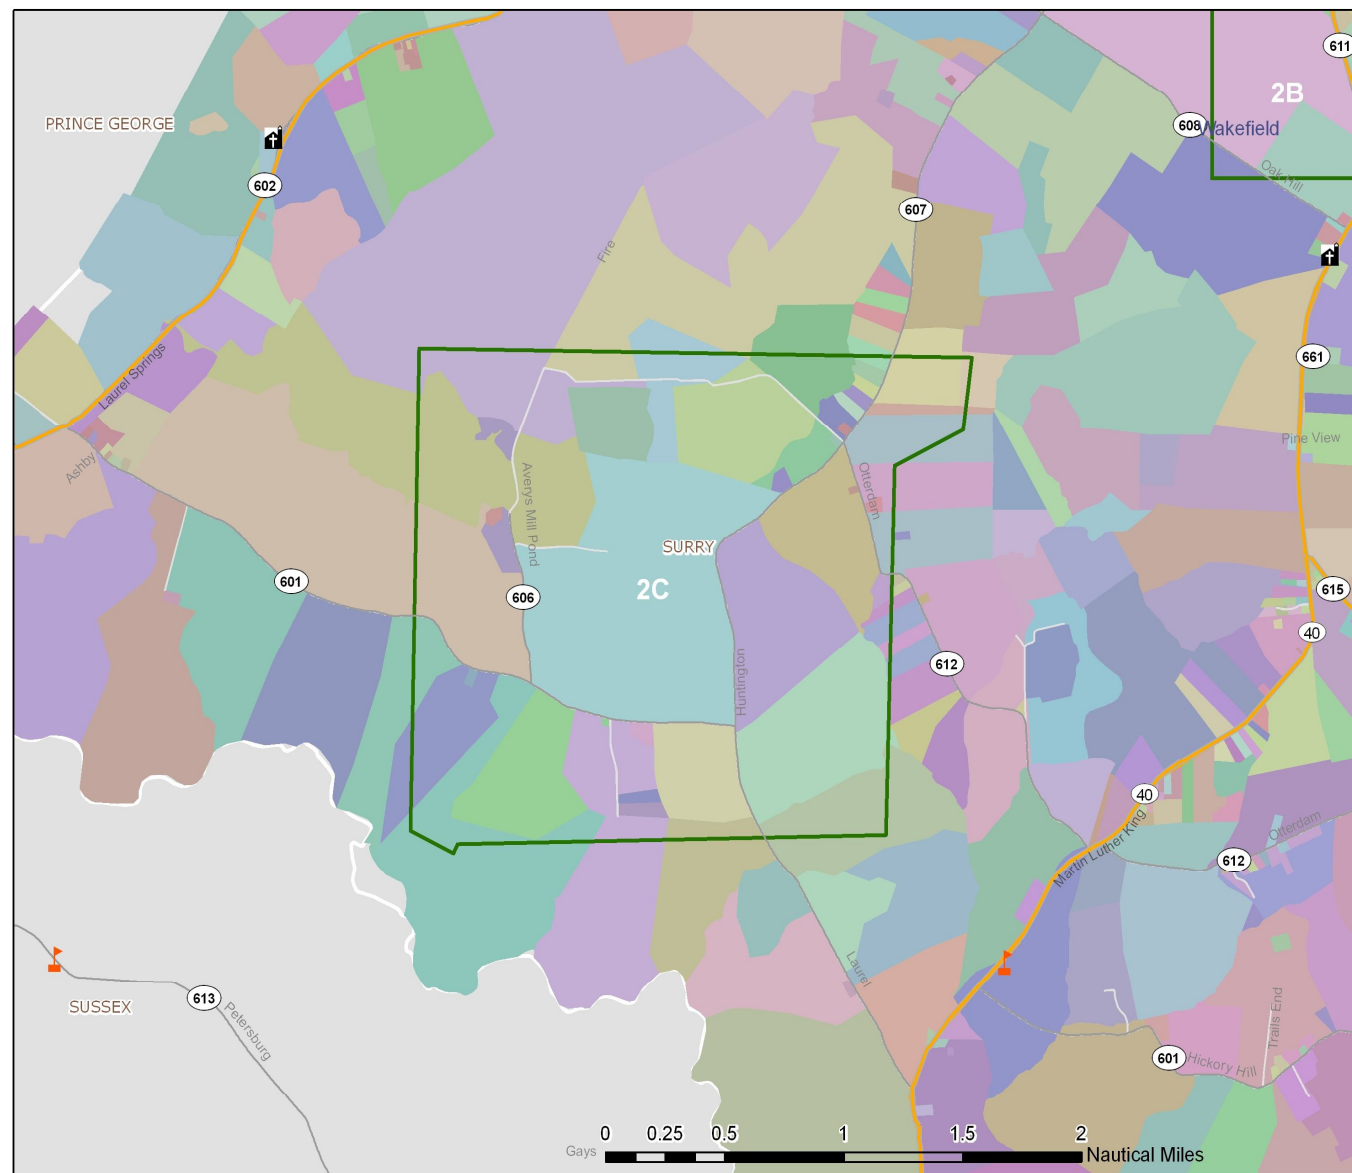 611
2B
PRINCE GEORGE
608
Wakefield
Oak Hill
602
607
Fire
661
Laurel Springs
Pine View
Ashby
Averys Mill Pond
Otterdam
SURRY
601
606
2C
615
40
612
Huntington
40
Martin Luther King
Otterdam
612
Laurel
613
SUSSEX
Petersburg
Trails End
601
Hickory Hill
Gays
0 0.25 0.5 1 1.5 2
Nautical Miles